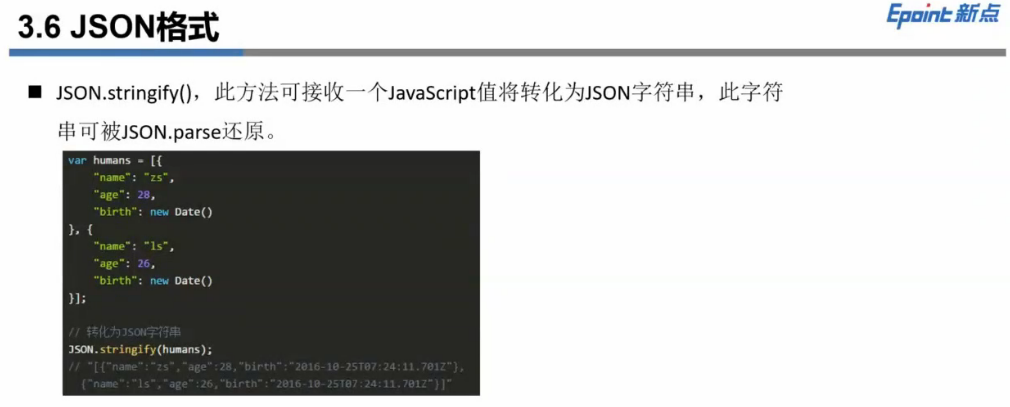 3.6 JSON格式
Epoint 新点
■ JSON.stringify()，此方法可接收一个JavaScript值将转化为JSON字符串，此字符
串可被JSON.parse还原。
var humans = [{
    "name": "zs",
    "age": 28,
    "birth": new Date()
}, {
    "name": "ls",
    "age": 26,
    "birth": new Date()
}];
// 转化为JSON字符串
JSON.stringify(humans);
// "[{"name":"zs","age":28,"birth":"2016-10-25T07:24:11.701Z"},
  {"name":"ls","age":26,"birth":"2016-10-25T07:24:11.701Z"}]"